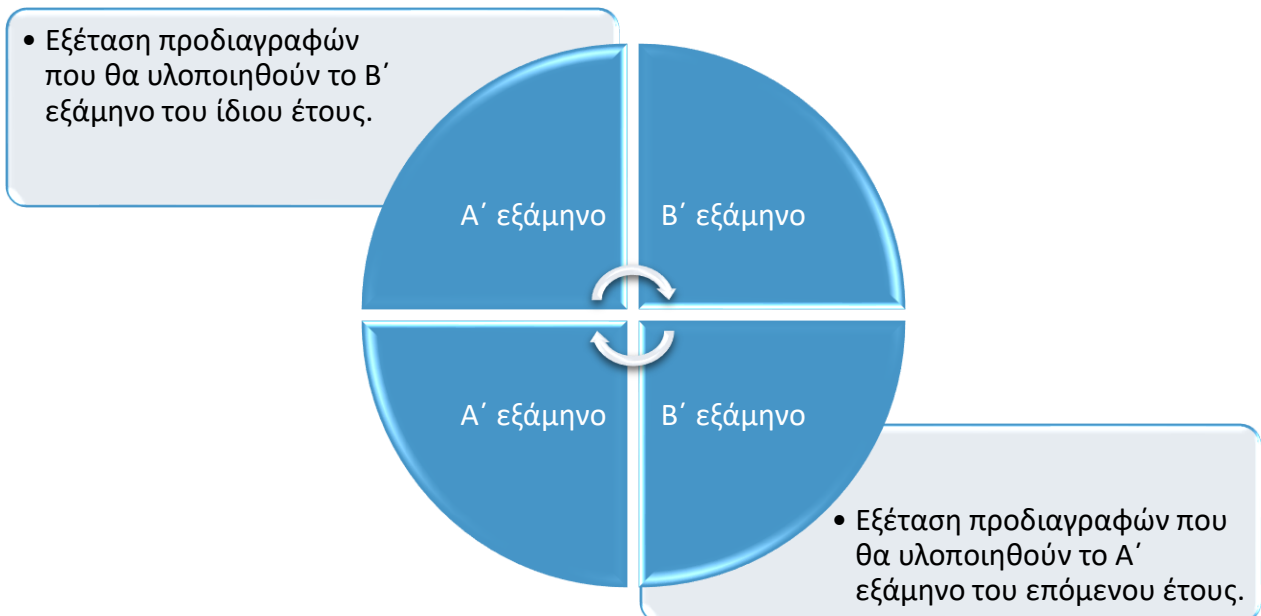 • Εξέταση προδιαγραφών
που θα υλοποιηθούν το Β΄
εξάμηνο του ίδιου έτους.
Α΄ εξάμηνο
Β΄ εξάμηνο
Α΄ εξάμηνο
Β΄ εξάμηνο
• Εξέταση προδιαγραφών που
θα υλοποιηθούν το Α΄
εξάμηνο του επόμενου έτους.